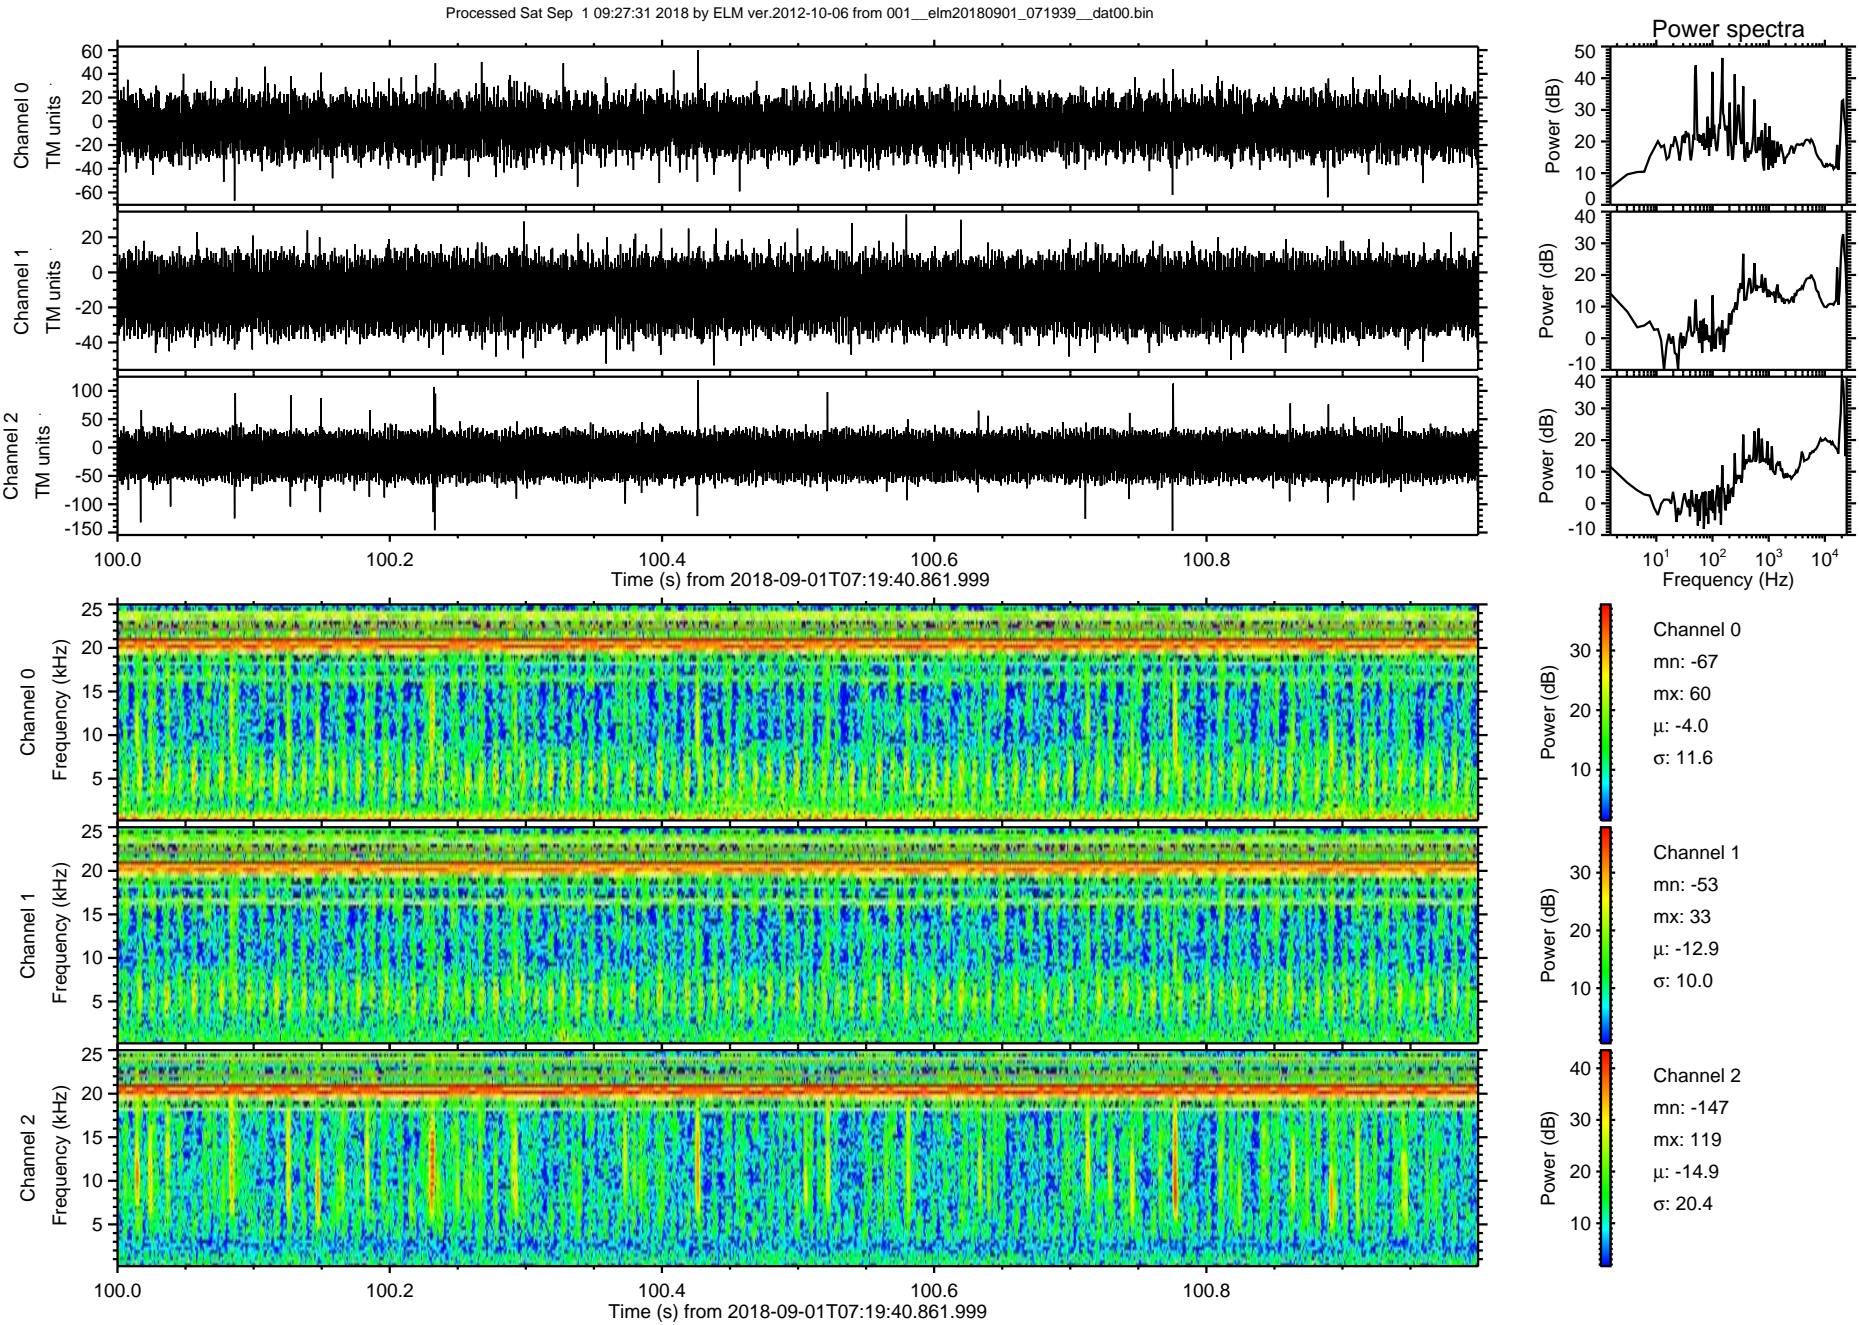 Processed Sat Sep 1 09:27:31 2018 by ELM ver.2012-10-06 from 001__elm20180901_071939__dat00.bin
Power spectra
Channel 0
TM units
60
40
20
0
-20
-40
-60
Power (dB)
50
40
30
20
10
0
Channel 1
TM units
20
0
-20
-40
Power (dB)
40
30
20
10
0
-10
Channel 2
TM units
100
50
0
-50
-100
-150
Power (dB)
40
30
20
10
0
-10
100.0 100.2 100.4 100.6 100.8
Time (s) from 2018-09-01T07:19:40.861.999
10¹ 10² 10³ 10⁴
Frequency (Hz)
Channel 0
Frequency (kHz)
25
20
15
10
5
Power (dB)
30
20
10
Channel 0
mn: -67
mx: 60
μ: -4.0
σ: 11.6
Channel 1
Frequency (kHz)
25
20
15
10
5
Power (dB)
30
20
10
Channel 1
mn: -53
mx: 33
μ: -12.9
σ: 10.0
Channel 2
Frequency (kHz)
25
20
15
10
5
Power (dB)
40
30
20
10
Channel 2
mn: -147
mx: 119
μ: -14.9
σ: 20.4
100.0 100.2 100.4 100.6 100.8
Time (s) from 2018-09-01T07:19:40.861.999